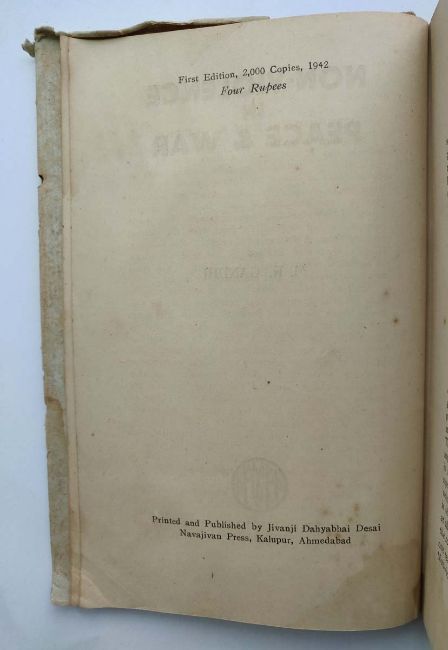 First Edition, 2,000 Copies, 1942
Four Rupees
Printed and Published by Jivanji Dahyabhai Desai
Navajivan Press, Kalupur, Ahmedabad